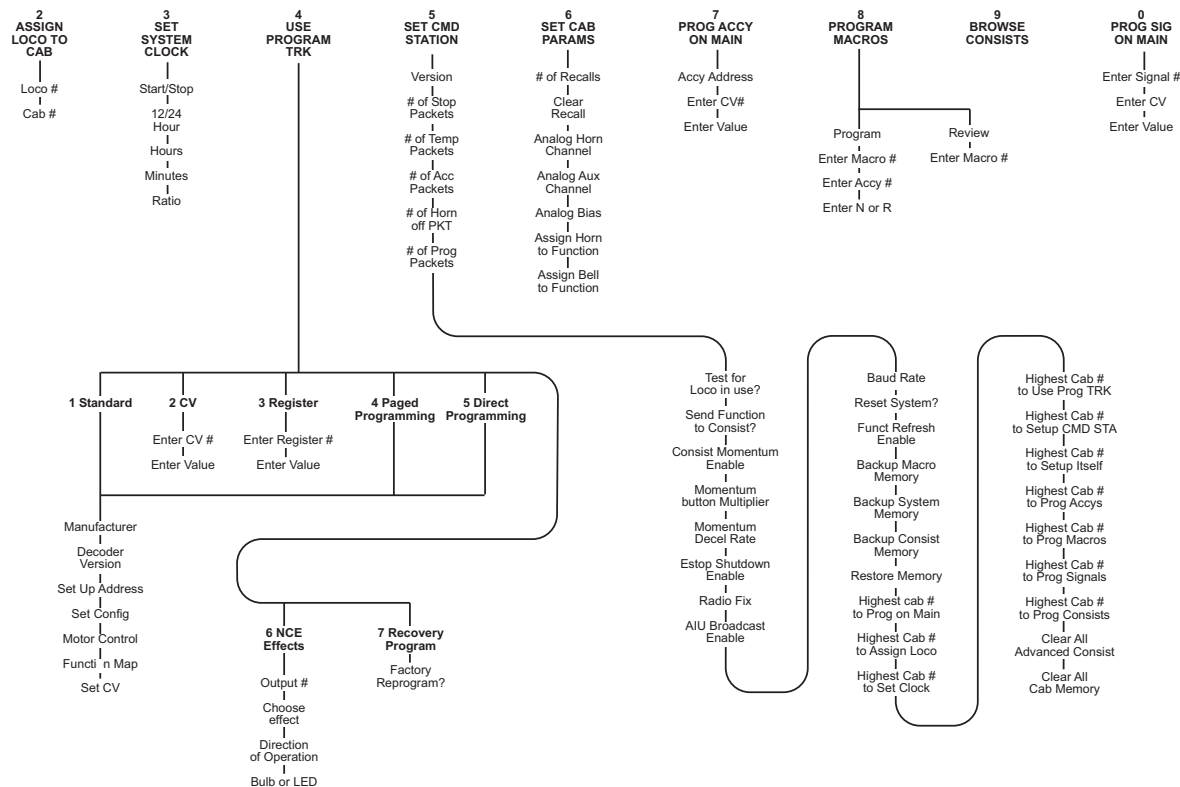 2
ASSIGN
LOCO TO
CAB
Loco #
Cab #
3
SET
SYSTEM
CLOCK
Start/Stop
12/24
Hour
Hours
Minutes
Ratio
4
USE
PROGRAM
TRK
5
SET CMD
STATION
Version
# of Stop
Packets
# of Temp
Packets
# of Acc
Packets
# of Horn
off PKT
# of Prog
Packets
6
SET CAB
PARAMS
# of Recalls
Clear
Recall
Analog Horn
Channel
Analog Aux
Channel
Analog Bias
Assign Horn
to Function
Assign Bell
to Function
7
PROG ACCY
ON MAIN
Accy Address
Enter CV#
Enter Value
8
PROGRAM
MACROS
Program
Enter Macro #
Enter Accy #
Enter N or R
Review
Enter Macro #
9
BROWSE
CONSISTS
0
PROG SIG
ON MAIN
Enter Signal #
Enter CV
Enter Value
1 Standard
2 CV
Enter CV #
Enter Value
3 Register
Enter Register #
Enter Value
4 Paged
Programming
5 Direct
Programming
Manufacturer
Decoder
Version
Set Up Address
Set Config
Motor Control
Functi n Map
Set CV
6 NCE
Effects
Output #
Choose
effect
Direction
of Operation
Bulb or LED
7 Recovery
Program
Factory
Reprogram?
Test for
Loco in use?
Send Function
to Consist?
Consist Momentum
Enable
Momentum
button Multiplier
Momentum
Decel Rate
Estop Shutdown
Enable
Radio Fix
AIU Broadcast
Enable
Baud Rate
Reset System?
Funct Refresh
Enable
Backup Macro
Memory
Backup System
Memory
Backup Consist
Memory
Restore Memory
Highest cab #
to Prog on Main
Highest Cab #
to Assign Loco
Highest Cab #
to Set Clock
Highest Cab #
to Use Prog TRK
Highest Cab #
to Setup CMD STA
Highest Cab #
to Setup Itself
Highest Cab #
to Prog Accys
Highest Cab #
to Prog Macros
Highest Cab #
to Prog Signals
Highest Cab #
to Prog Consists
Clear All
Advanced Consist
Clear All
Cab Memory